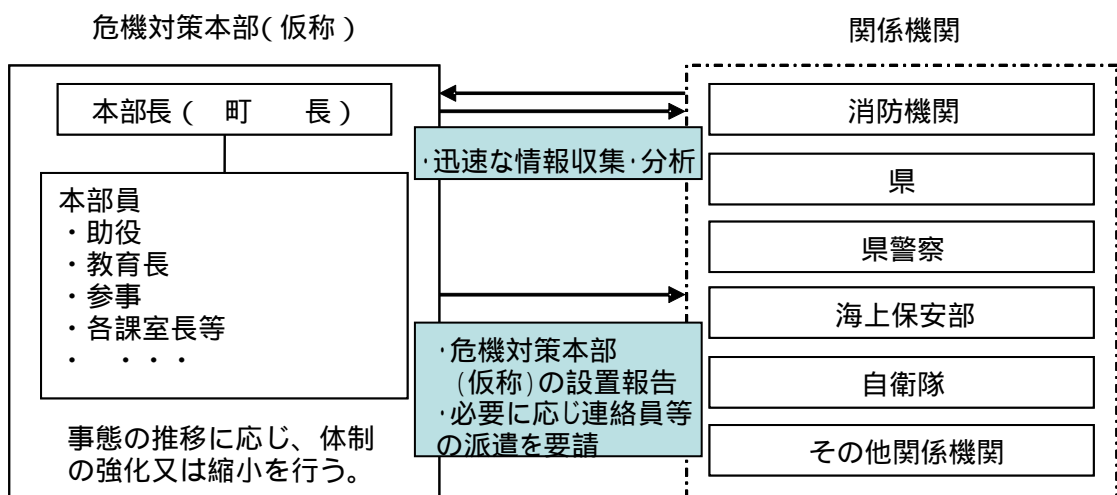 危機対策本部(仮称)
本部長(　町　　長)
本部員
・助役
・教育長
・参事
・各課室長等
・　・・・
事態の推移に応じ、体制
の強化又は縮小を行う。
・迅速な情報収集・分析
・危機対策本部
(仮称)の設置報告
・必要に応じ連絡員等
の派遣を要請
関係機関
消防機関
県
県警察
海上保安部
自衛隊
その他関係機関